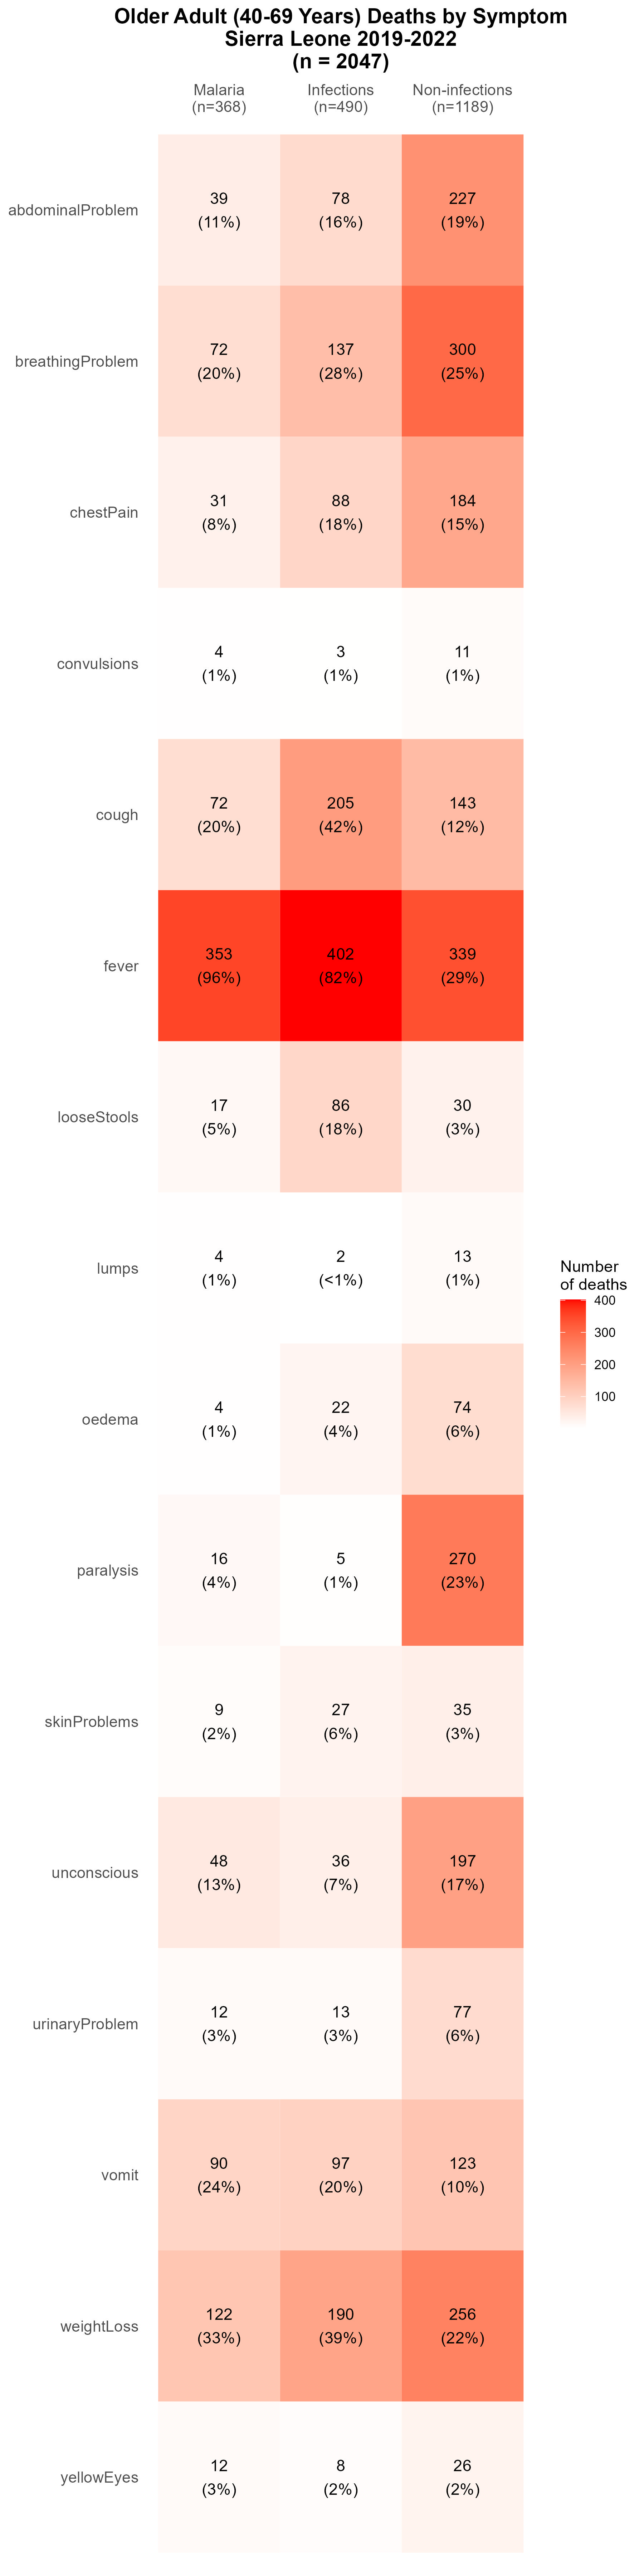 Older Adult (40-69 Years) Deaths by Symptom
Sierra Leone 2019-2022
(n = 2047)
Malaria Infections Non-infections
(n=368) (n=490) (n=1189)
abdominalProblem
39 78 227
(11%) (16%) (19%)
breathingProblem
72 137 300
(20%) (28%) (25%)
chestPain
31 88 184
(8%) (18%) (15%)
convulsions
4 3 11
(1%) (1%) (1%)
cough
72 205 143
(20%) (42%) (12%)
fever
353 402 339
(96%) (82%) (29%)
looseStools
17 86 30
(5%) (18%) (3%)
lumps
4 2 13
(1%) (<1%) (1%)
oedema
4 22 74
(1%) (4%) (6%)
paralysis
16 5 270
(4%) (1%) (23%)
skinProblems
9 27 35
(2%) (6%) (3%)
unconscious
48 36 197
(13%) (7%) (17%)
urinaryProblem
12 13 77
(3%) (3%) (6%)
vomit
90 97 123
(24%) (20%) (10%)
weightLoss
122 190 256
(33%) (39%) (22%)
yellowEyes
12 8 26
(3%) (2%) (2%)
Number
of deaths
400
300
200
100